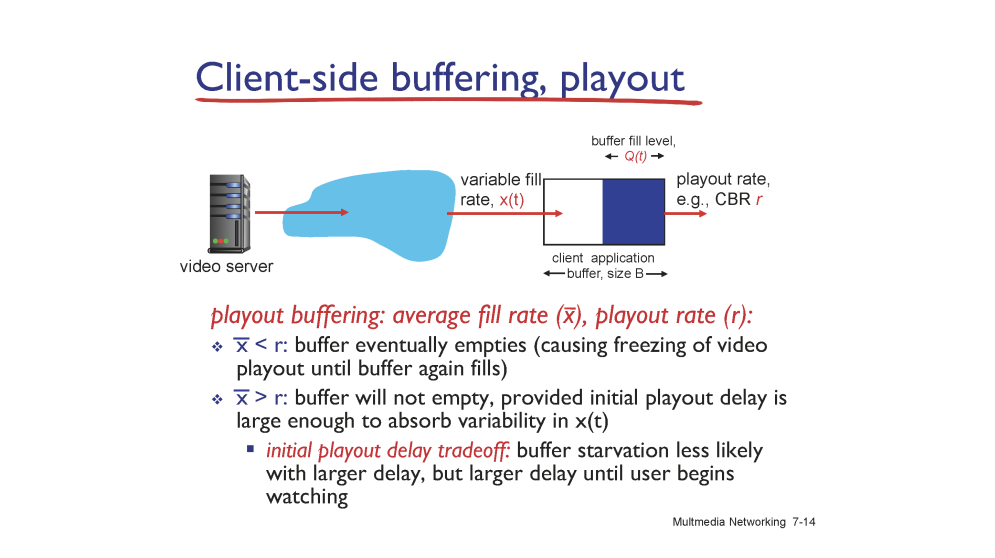 Client-side buffering, playout
buffer fill level,
Q(t)
variable fill
rate, x(t)
playout rate,
e.g., CBR r
client application
buffer, size B
video server
playout buffering: average fill rate (x̅), playout rate (r):
x̅ < r: buffer eventually empties (causing freezing of video
playout until buffer again fills)
x̅ > r: buffer will not empty, provided initial playout delay is
large enough to absorb variability in x(t)
initial playout delay tradeoff: buffer starvation less likely
with larger delay, but larger delay until user begins
watching
Multmedia Networking 7-14